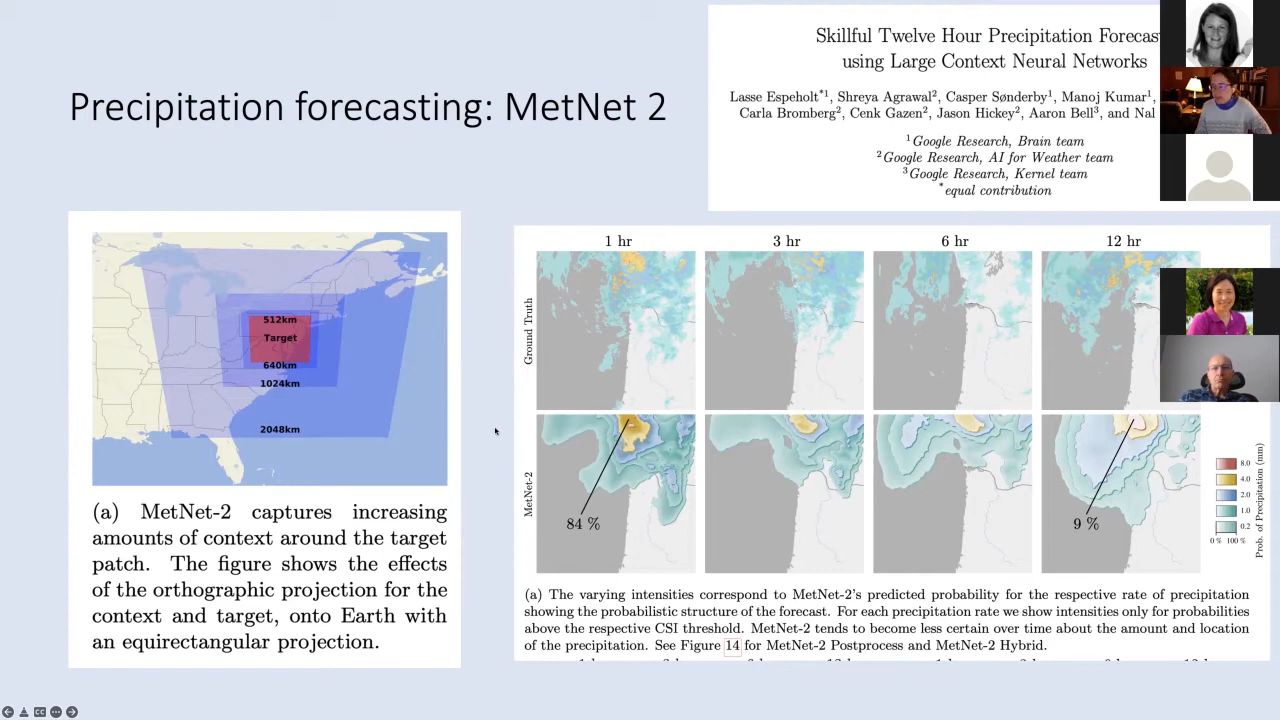 Precipitation forecasting: MetNet 2
Skillful Twelve Hour Precipitation
using Large Context Neural Networks
Lasse Espeholt*1, Shreya Agrawal2, Casper Sønderby1, Manoj Kumar1,
Carla Bromberg2, Cenk Gazen2, Jason Hickey2, Aaron Bell3, and Nal
1Google Research, Brain team
2Google Research, AI for Weather team
3Google Research, Kernel team
*equal contribution
512km
Target
640km
1024km
2048km
(a) MetNet-2 captures increasing
amounts of context around the target
patch. The figure shows the effects
of the orthographic projection for the
context and target, onto Earth with
an equirectangular projection.
1 hr 3 hr 6 hr 12 hr
Ground Truth
MetNet-2
84 %
9 %
8.0
4.0
2.0
1.0
0.2
0 % 100 %
Prob. of Precipitation (mm)
(a) The varying intensities correspond to MetNet-2's predicted probability for the respective rate of precipitation
showing the probabilistic structure of the forecast. For each precipitation rate we show intensities only for probabilities
above the respective CSI threshold. MetNet-2 tends to become less certain over time about the amount and location
of the precipitation. See Figure 14 for MetNet-2 Postprocess and MetNet-2 Hybrid.
CC